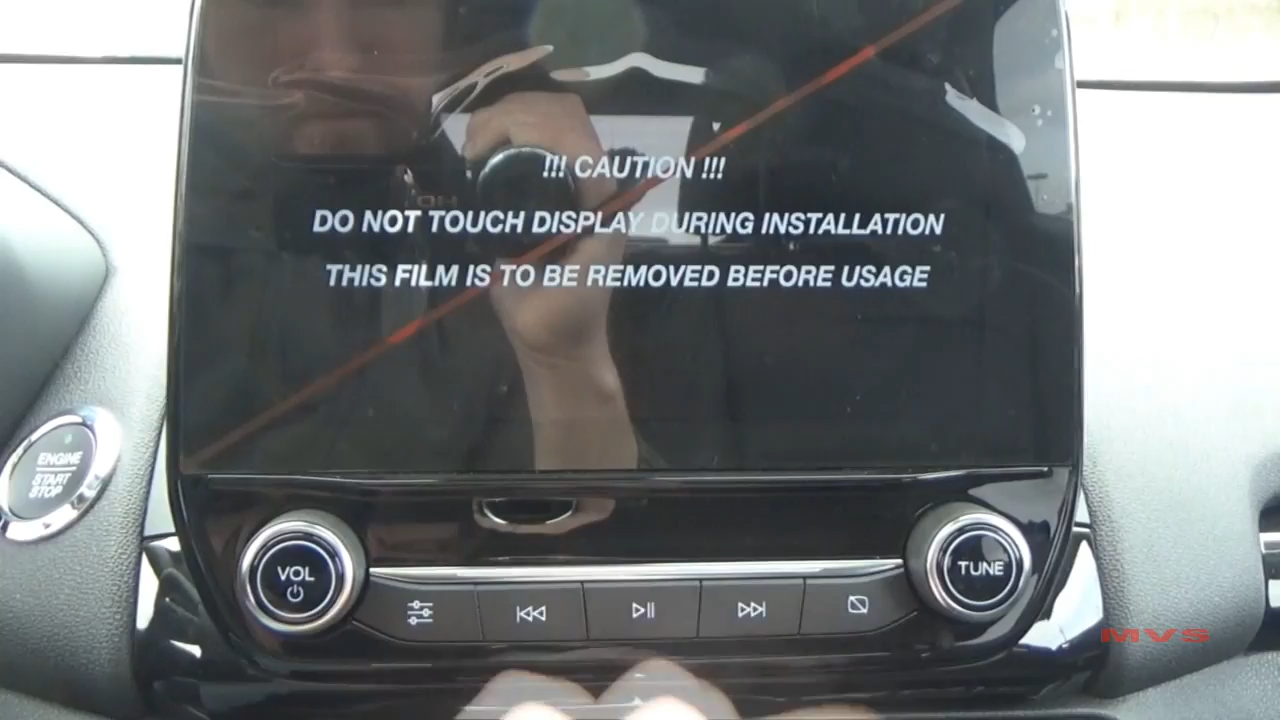 !!! CAUTION !!!
DO NOT TOUCH DISPLAY DURING INSTALLATION
THIS FILM IS TO BE REMOVED BEFORE USAGE
ENGINE
START
STOP
VOL
TUNE
MVS